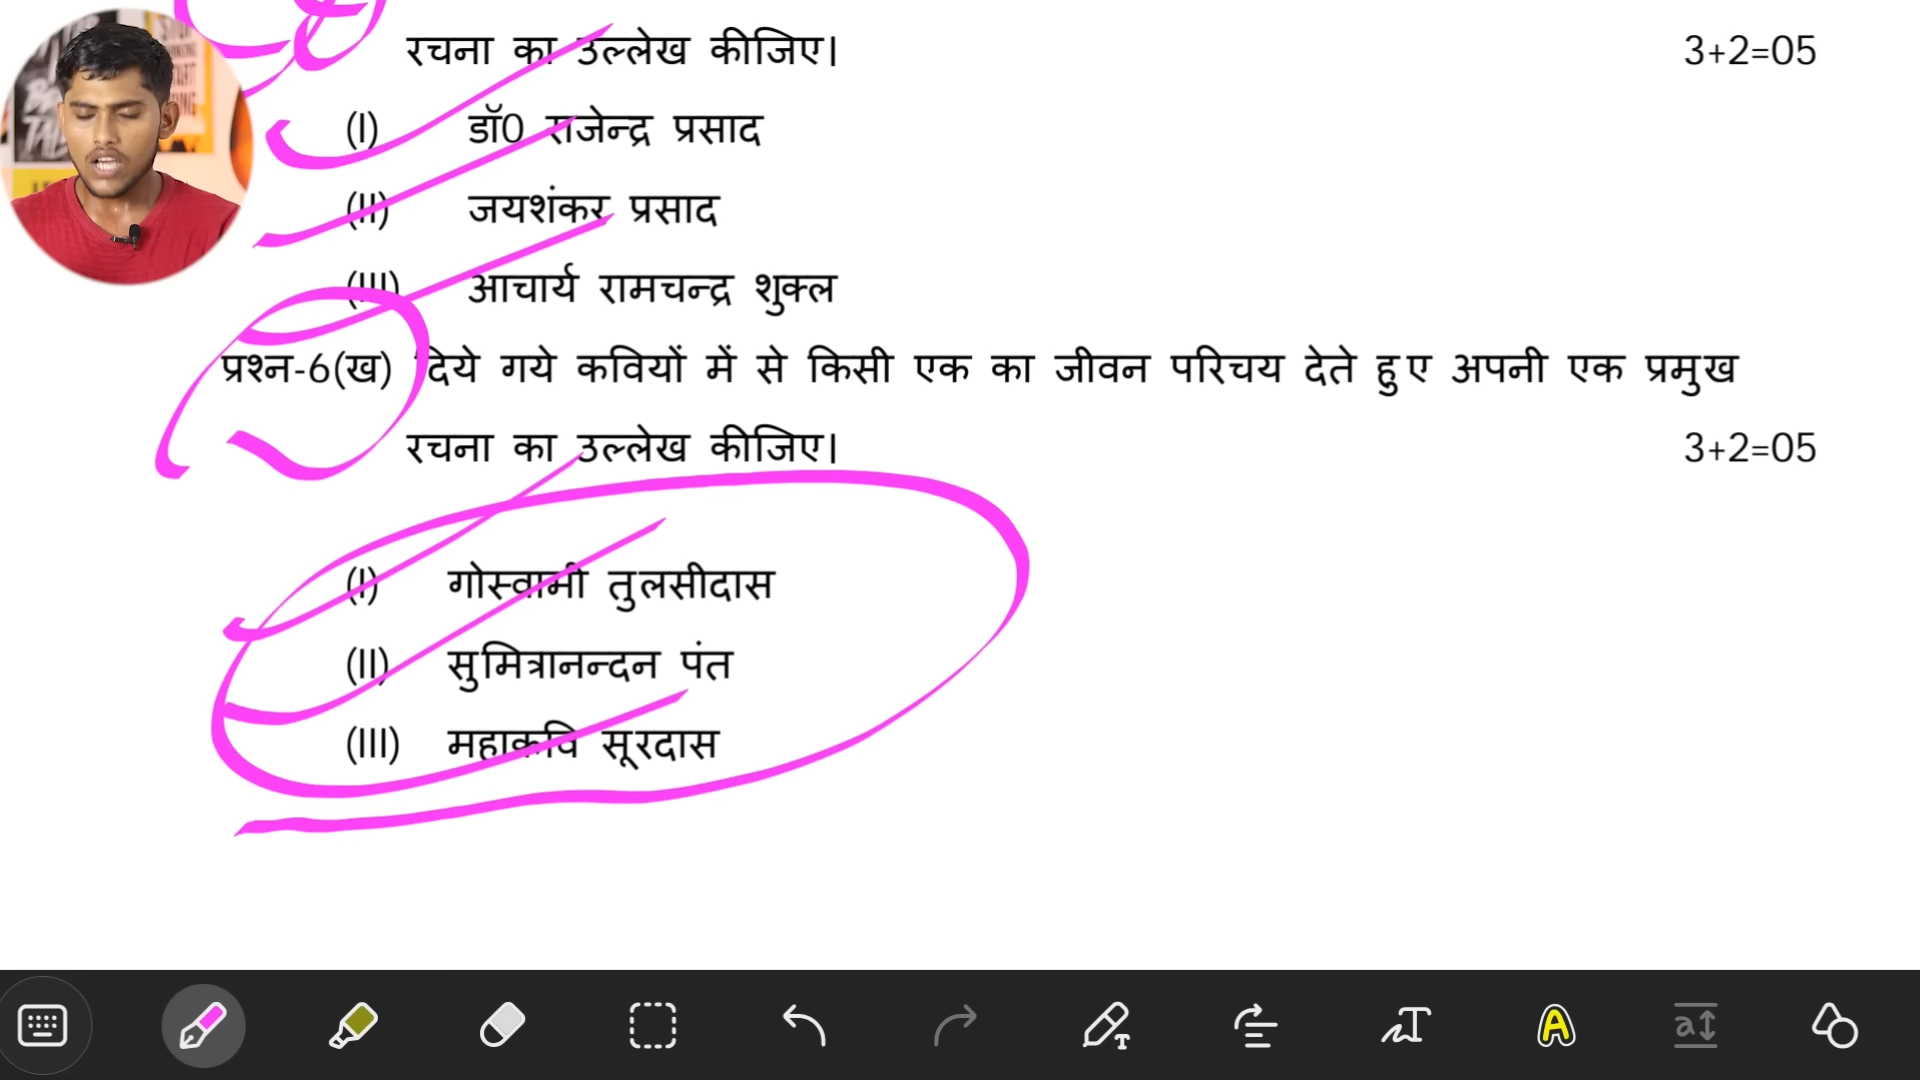 रचना का उल्लेख कीजिए। 3+2=05
(I) डॉ0 राजेन्द्र प्रसाद
(II) जयशंकर प्रसाद
(III) आचार्य रामचन्द्र शुक्ल
प्रश्न-6(ख) दिये गये कवियों में से किसी एक का जीवन परिचय देते हुए अपनी एक प्रमुख
रचना का उल्लेख कीजिए। 3+2=05
(I) गोस्वामी तुलसीदास
(II) सुमित्रानन्दन पंत
(III) महाकवि सूरदास